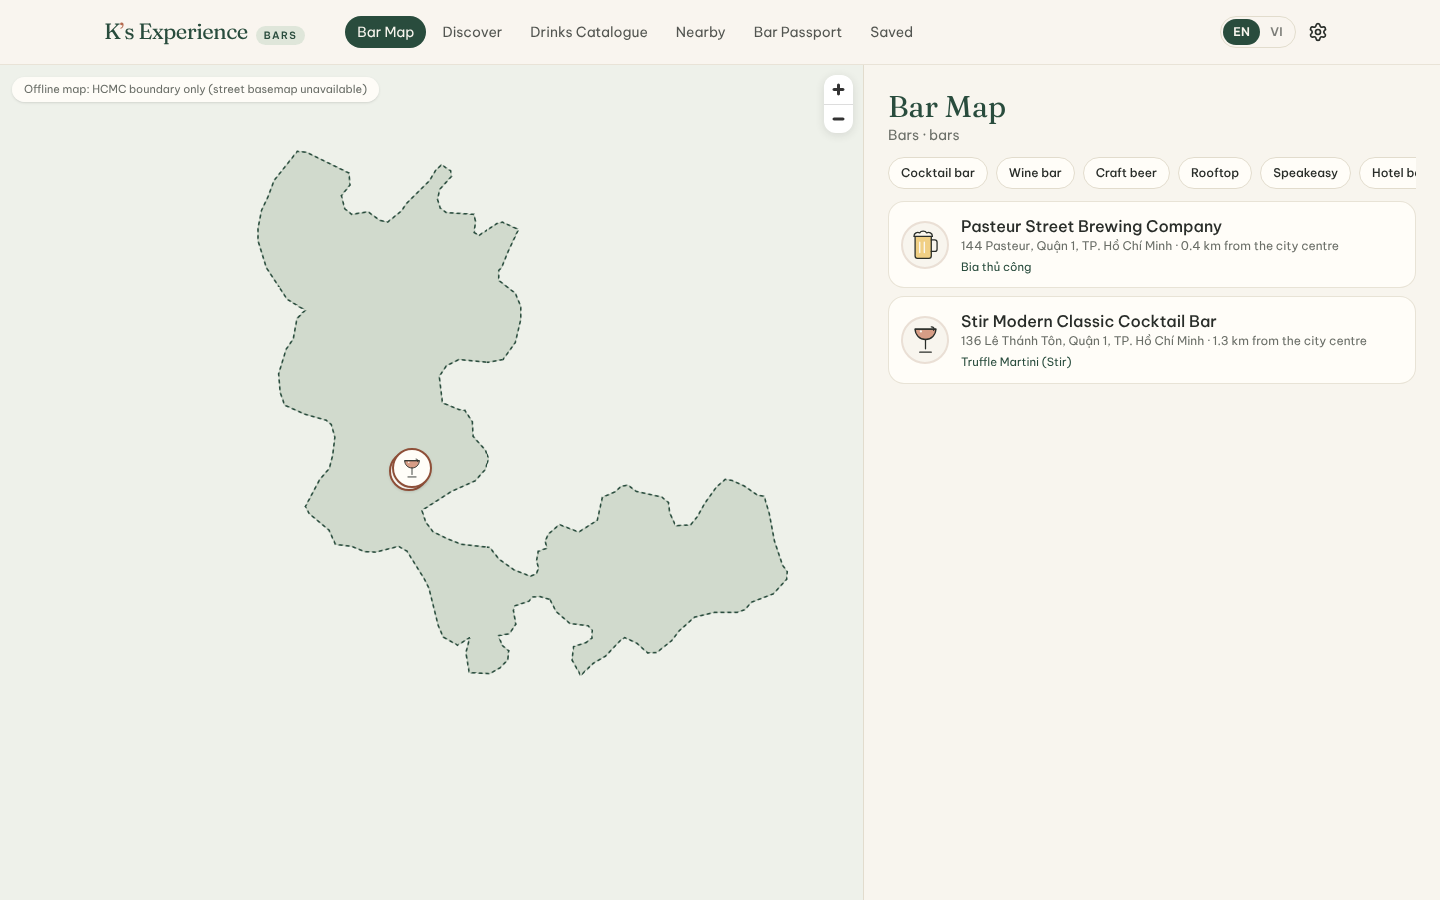 K's Experience BARS
Bar Map Discover Drinks Catalogue Nearby Bar Passport Saved
EN VI
Offline map: HCMC boundary only (street basemap unavailable)
+
−
Bar Map
Bars · bars
Cocktail bar Wine bar Craft beer Rooftop Speakeasy Hotel b
Pasteur Street Brewing Company
144 Pasteur, Quận 1, TP. Hồ Chí Minh · 0.4 km from the city centre
Bia thủ công
Stir Modern Classic Cocktail Bar
136 Lê Thánh Tôn, Quận 1, TP. Hồ Chí Minh · 1.3 km from the city centre
Truffle Martini (Stir)